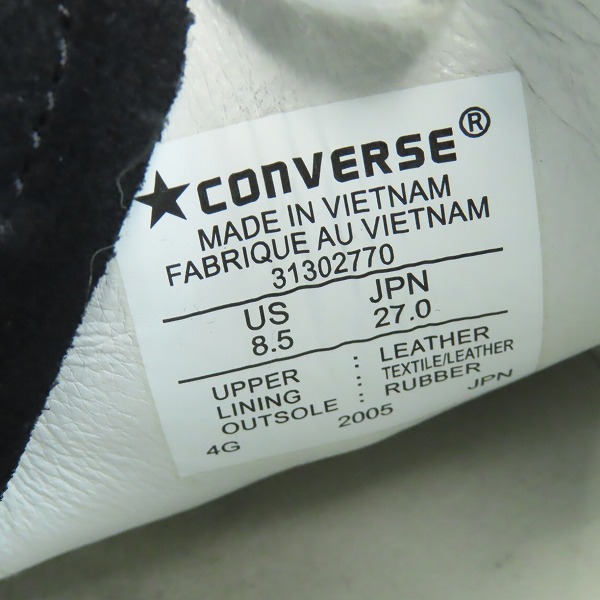 ★CONVERSE®
MADE IN VIETNAM
FABRIQUE AU VIETNAM
31302770
US JPN
8.5 27.0
UPPER : LEATHER
LINING : TEXTILE/LEATHER
OUTSOLE : RUBBER
4G 2005 JPN